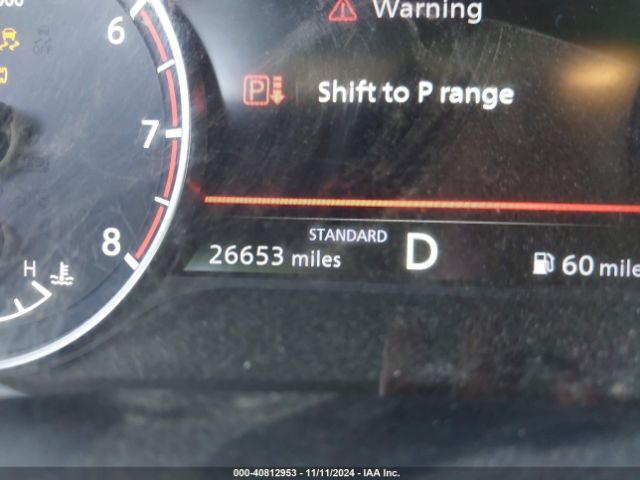 Warning
6
P Shift to P range
7
8
STANDARD
26653 miles D 60 mile
H
000-40812953 - 11/11/2024 - IAA Inc.